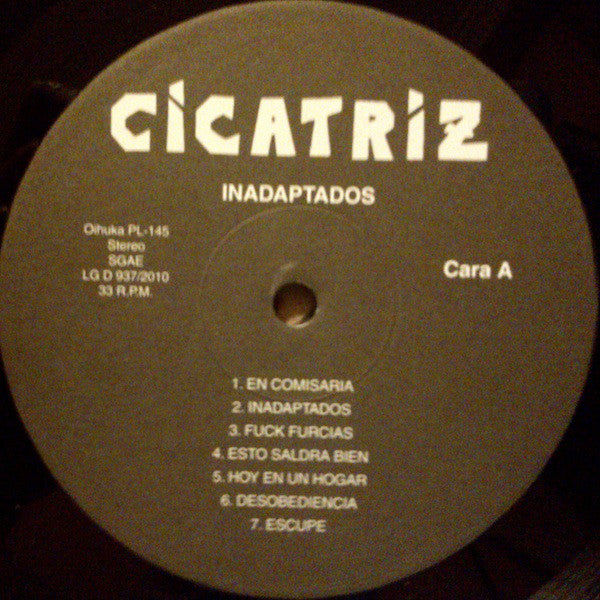 CICATRIZ
INADAPTADOS
Oihuka PL-145
Stereo
SGAE
LG D 937/2010
33 R.P.M.
Cara A
1. EN COMISARIA
2. INADAPTADOS
3. FUCK FURCIAS
4. ESTO SALDRA BIEN
5. HOY EN UN HOGAR
6. DESOBEDIENCIA
7. ESCUPE